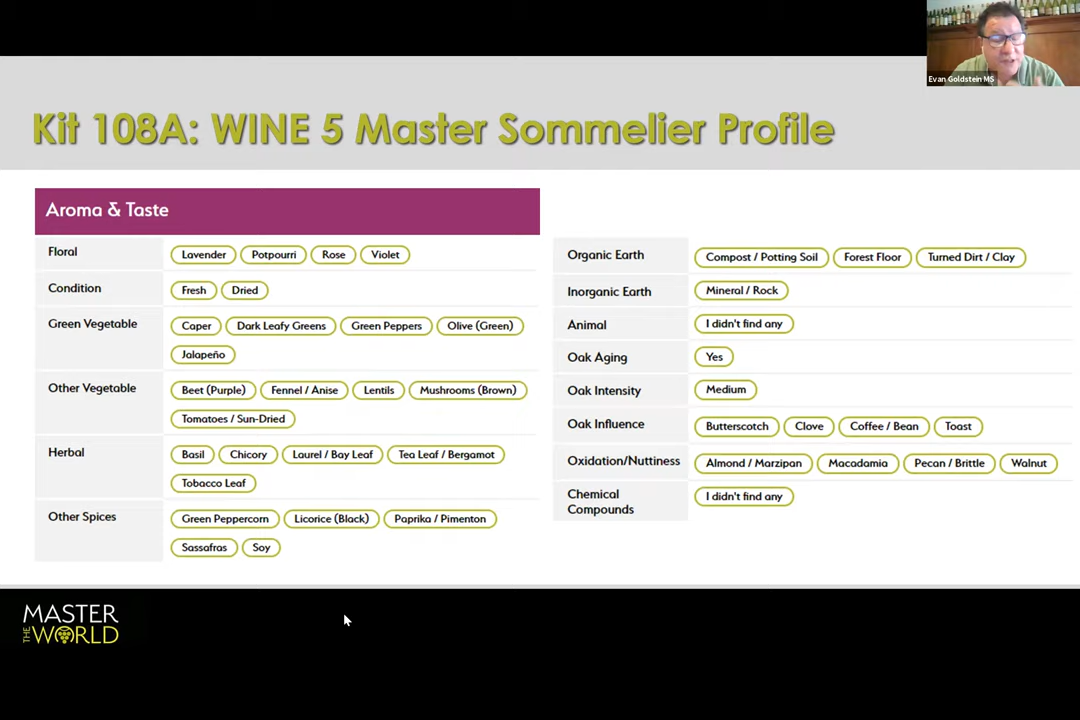 Evan Goldstein MS
Kit 108A: WINE 5 Master Sommelier Profile
Aroma & Taste
Floral
Lavender Potpourri Rose Violet
Condition
Fresh Dried
Green Vegetable
Caper Dark Leafy Greens Green Peppers Olive (Green)
Jalapeño
Other Vegetable
Beet (Purple) Fennel / Anise Lentils Mushrooms (Brown)
Tomatoes / Sun-Dried
Herbal
Basil Chicory Laurel / Bay Leaf Tea Leaf / Bergamot
Tobacco Leaf
Other Spices
Green Peppercorn Licorice (Black) Paprika / Pimenton
Sassafras Soy
Organic Earth
Compost / Potting Soil Forest Floor Turned Dirt / Clay
Inorganic Earth
Mineral / Rock
Animal
I didn't find any
Oak Aging
Yes
Oak Intensity
Medium
Oak Influence
Butterscotch Clove Coffee / Bean Toast
Oxidation/Nuttiness
Almond / Marzipan Macadamia Pecan / Brittle Walnut
Chemical
Compounds
I didn't find any
MASTER
THE WORLD